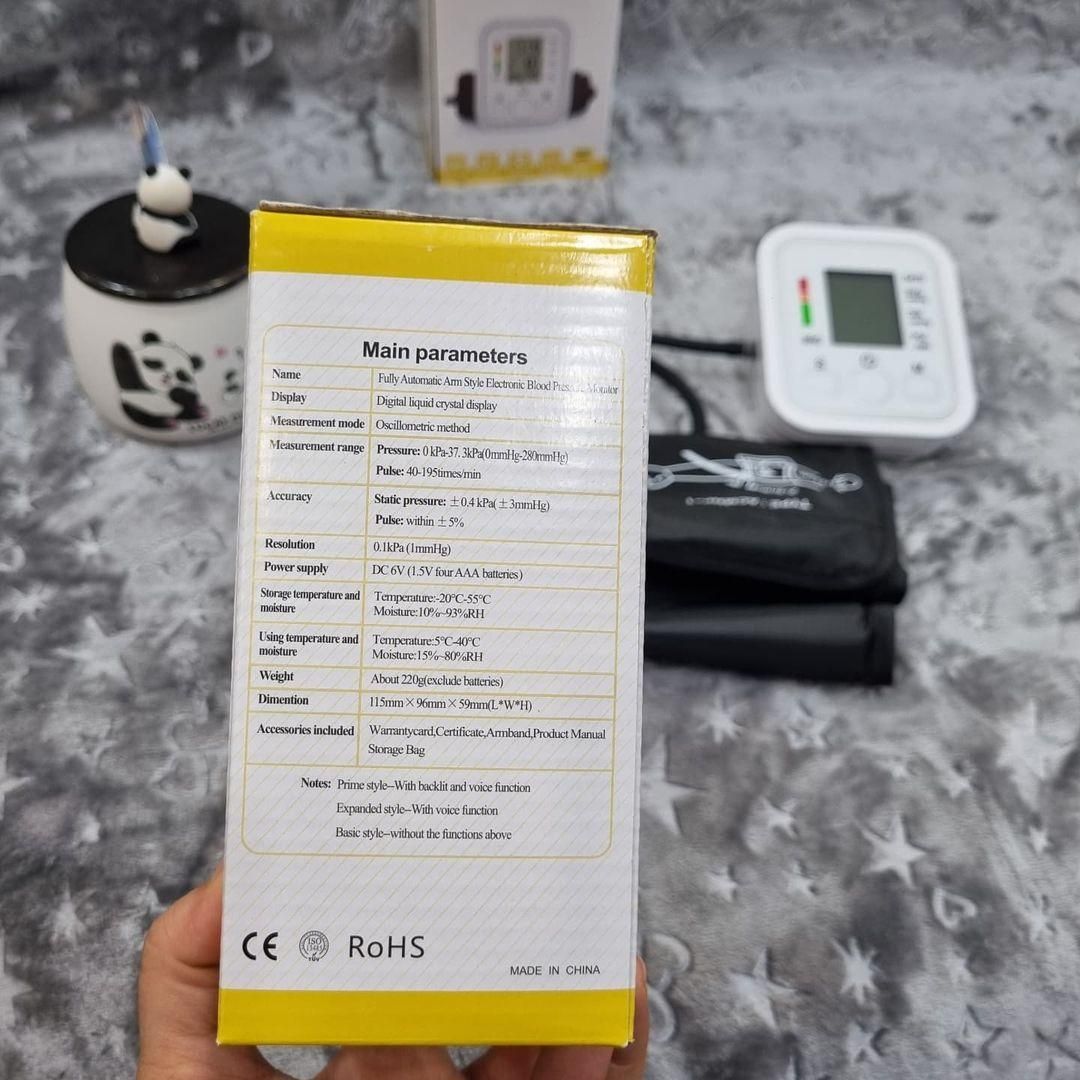 Main parameters
Name Fully Automatic Arm Style Electronic Blood Pressure Monitor
Display Digital liquid crystal display
Measurement mode Oscillometric method
Measurement range Pressure: 0 kPa-37.3kPa(0mmHg-280mmHg)
Pulse: 40-195times/min
Accuracy Static pressure: ±0.4 kPa(±3mmHg)
Pulse: within ±5%
Resolution 0.1kPa (1mmHg)
Power supply DC 6V (1.5V four AAA batteries)
Storage temperature and Temperature:-20°C-55°C
moisture Moisture:10%~93%RH
Using temperature and Temperature:5°C-40°C
moisture Moisture:15%~80%RH
Weight About 220g(exclude batteries)
Dimention 115mm×96mm×59mm(L*W*H)
Accessories included Warrantycard,Certificate,Armband,Product Manual
Storage Bag
Notes: Prime style--With backlit and voice function
Expanded style--With voice function
Basic style--without the functions above
CE ISO RoHS
TUV
MADE IN CHINA